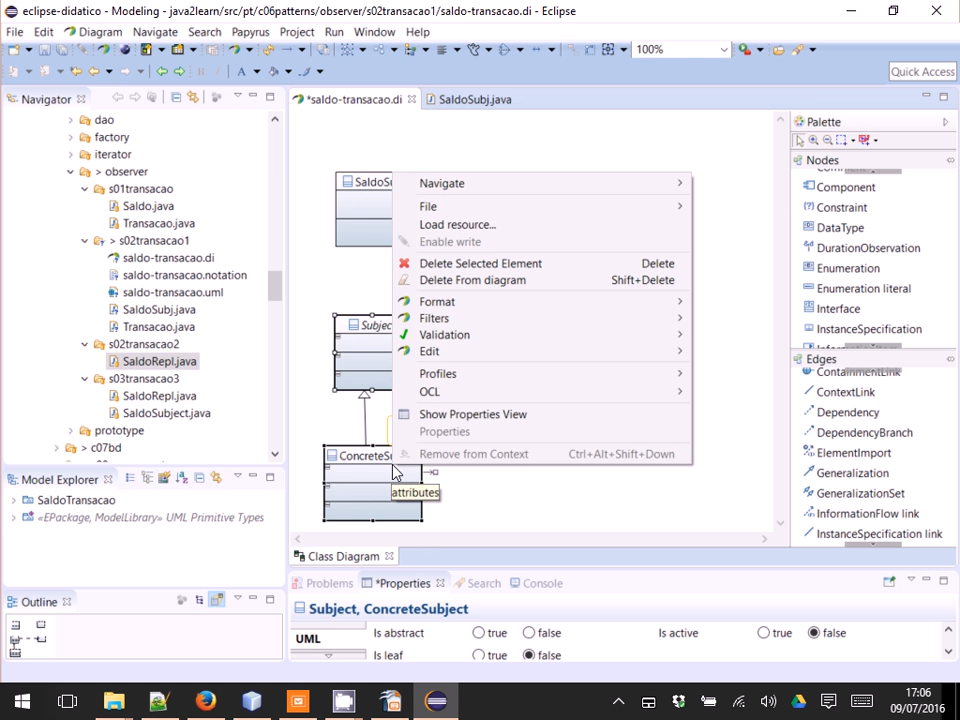 eclipse-didatico - Modeling - java2learn/src/pt/c06patterns/observer/s02transacao1/saldo-transacao.di - Eclipse
File Edit Diagram Navigate Search Papyrus Project Run Window Help
100%
Quick Access
Navigator
dao
factory
iterator
> observer
s01transacao
Saldo.java
Transacao.java
> s02transacao1
saldo-transacao.di
saldo-transacao.notation
saldo-transacao.uml
SaldoSubj.java
Transacao.java
s02transacao2
SaldoRepl.java
s03transacao3
SaldoRepl.java
SaldoSubject.java
prototype
> c07bd
Model Explorer
SaldoTransacao
«EPackage, ModelLibrary» UML Primitive Types
Outline
*saldo-transacao.di
SaldoSubj.java
SaldoSu
Subjec
ConcreteSu
attributes
Navigate
File
Load resource...
Enable write
Delete Selected Element Delete
Delete From diagram Shift+Delete
Format
Filters
Validation
Edit
Profiles
OCL
Show Properties View
Properties
Remove from Context Ctrl+Alt+Shift+Down
Class Diagram
Palette
Nodes
Component
Constraint
DataType
DurationObservation
Enumeration
Enumeration literal
Interface
InstanceSpecification
Edges
ContainmentLink
ContextLink
Dependency
DependencyBranch
ElementImport
Generalization
GeneralizationSet
InformationFlow link
InstanceSpecification link
Problems *Properties Search Console
Subject, ConcreteSubject
UML
Is abstract true false Is active true false
Is leaf true false
17:06
09/07/2016